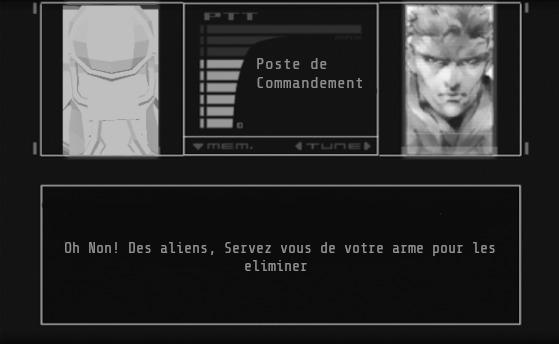 PTT
Poste de
Commandement
MEM.
TUNE
Oh Non! Des aliens, Servez vous de votre arme pour les
eliminer